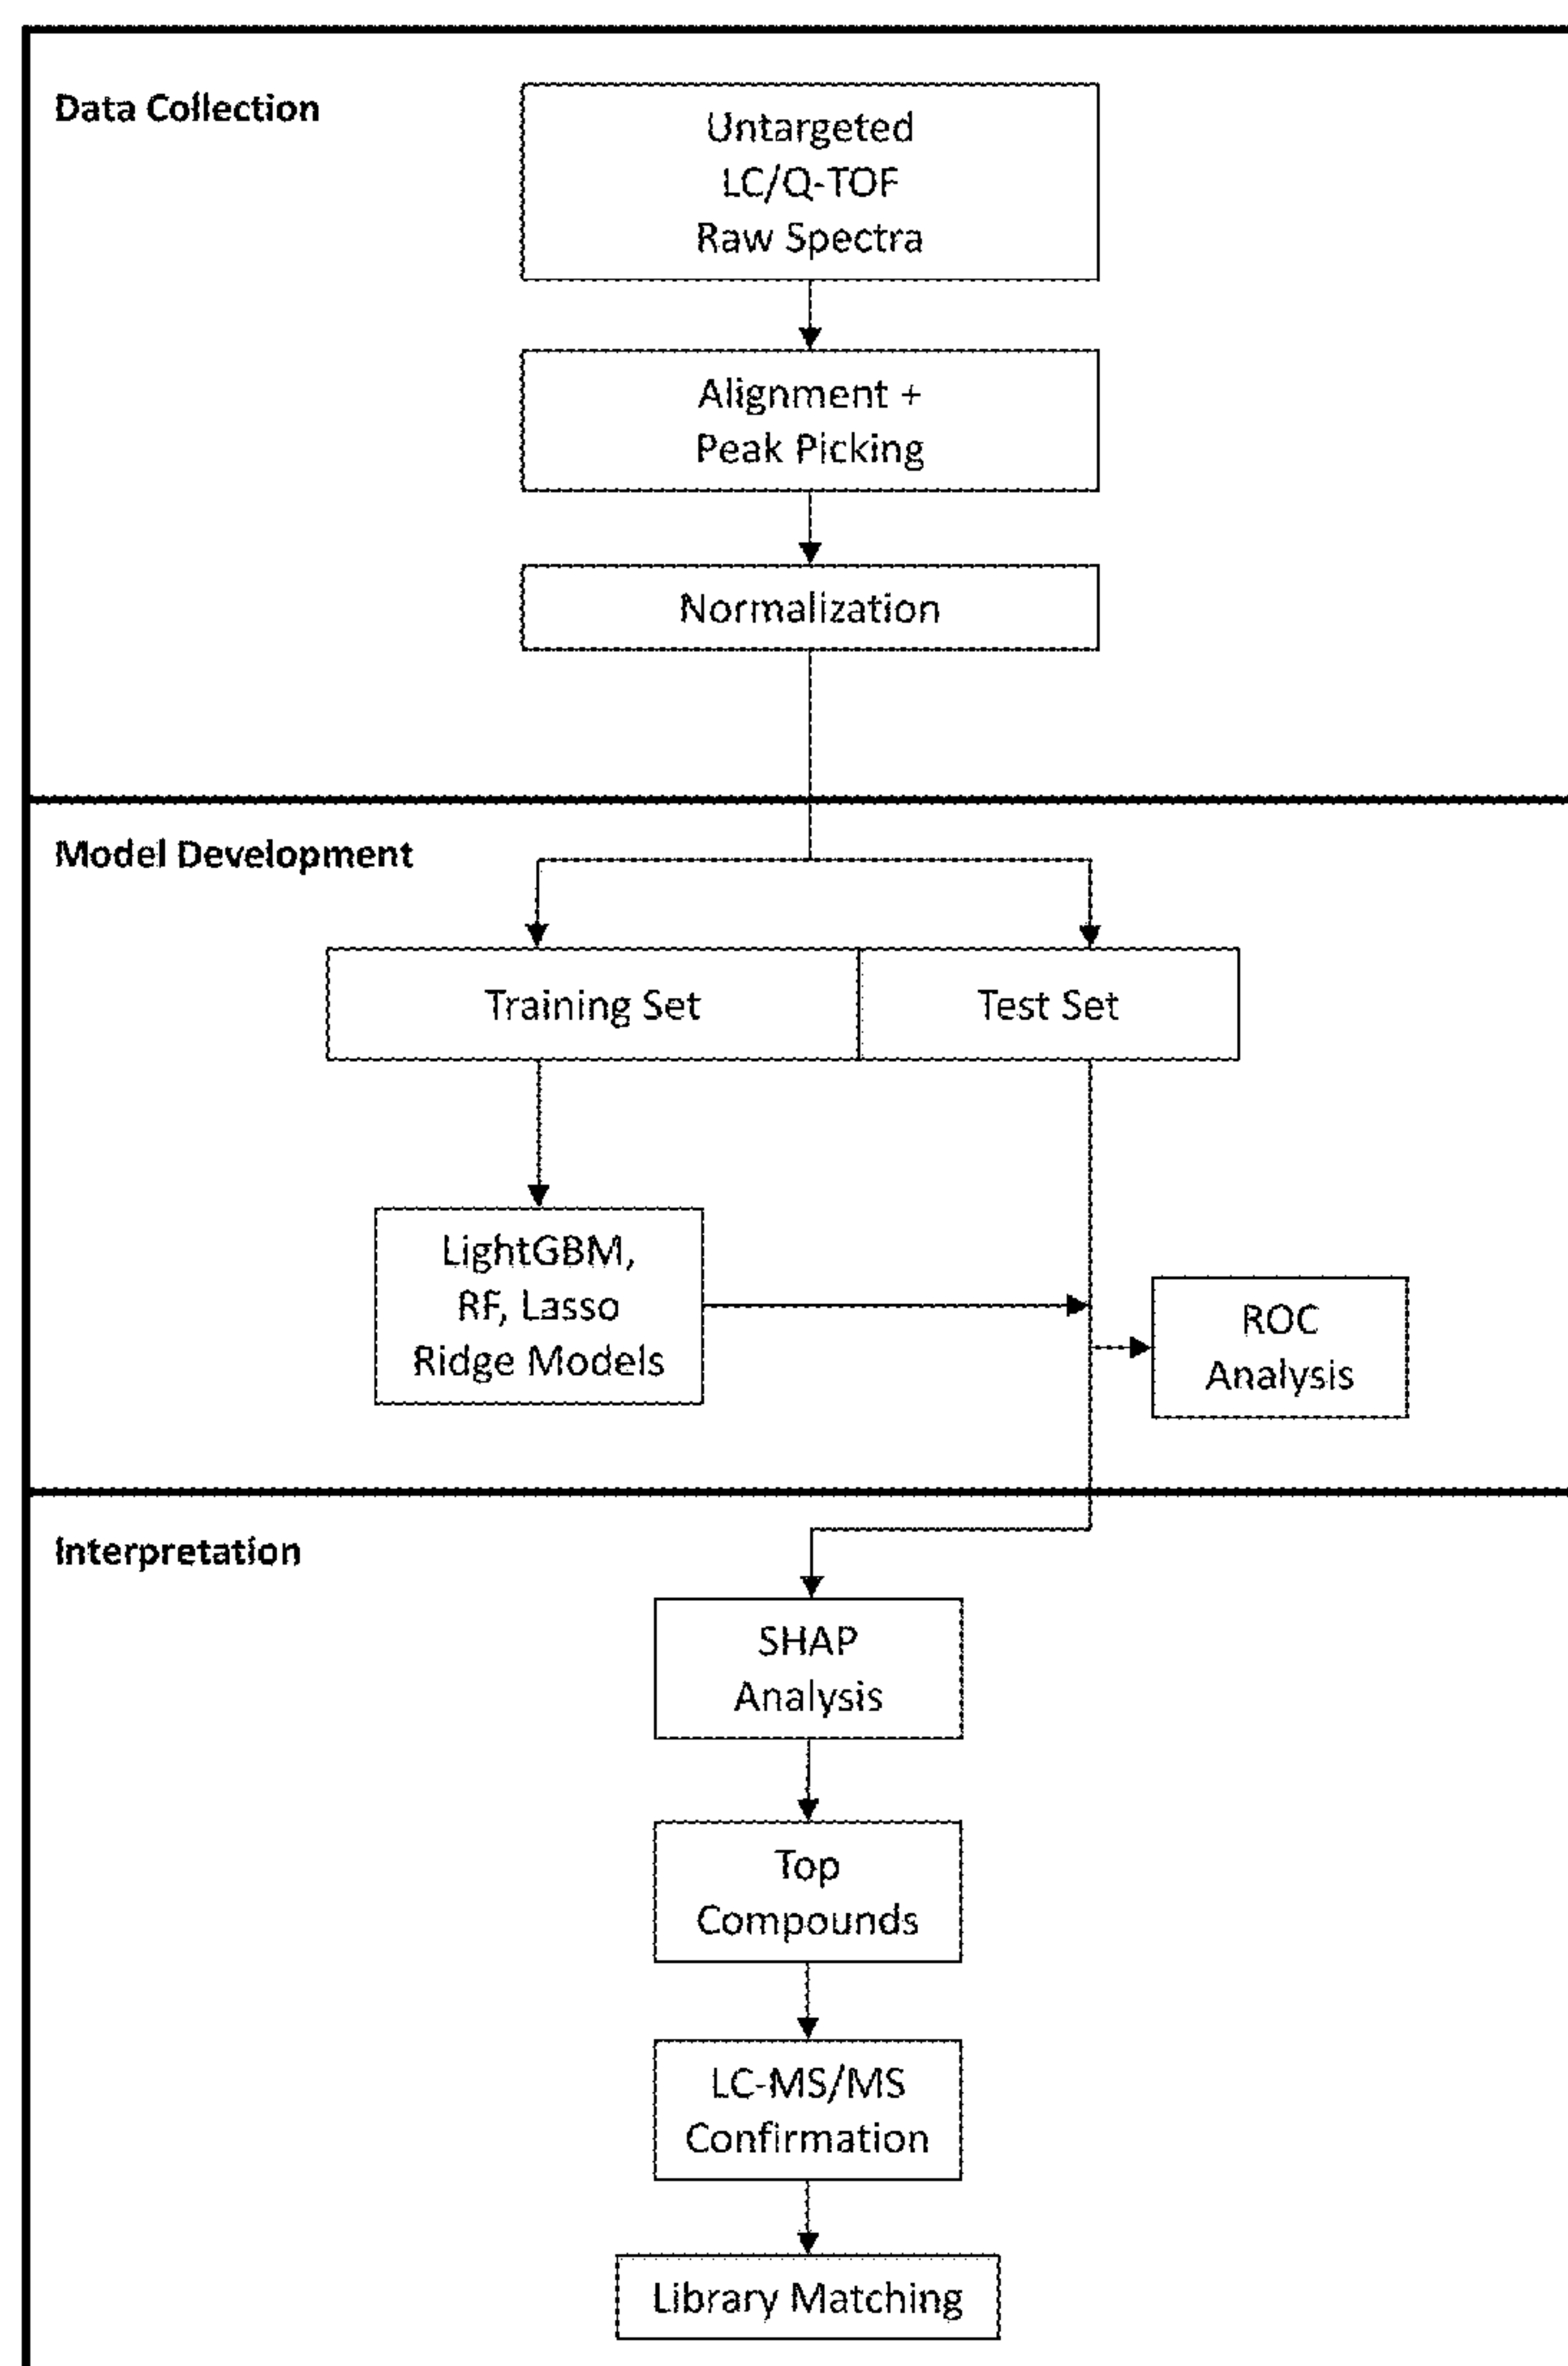 Data Collection
Untargeted
LC/Q-TOF
Raw Spectra
Alignment +
Peak Picking
Normalization
Model Development
Training Set
Test Set
LightGBM,
RF, Lasso
Ridge Models
ROC
Analysis
Interpretation
SHAP
Analysis
Top
Compounds
LC-MS/MS
Confirmation
Library Matching